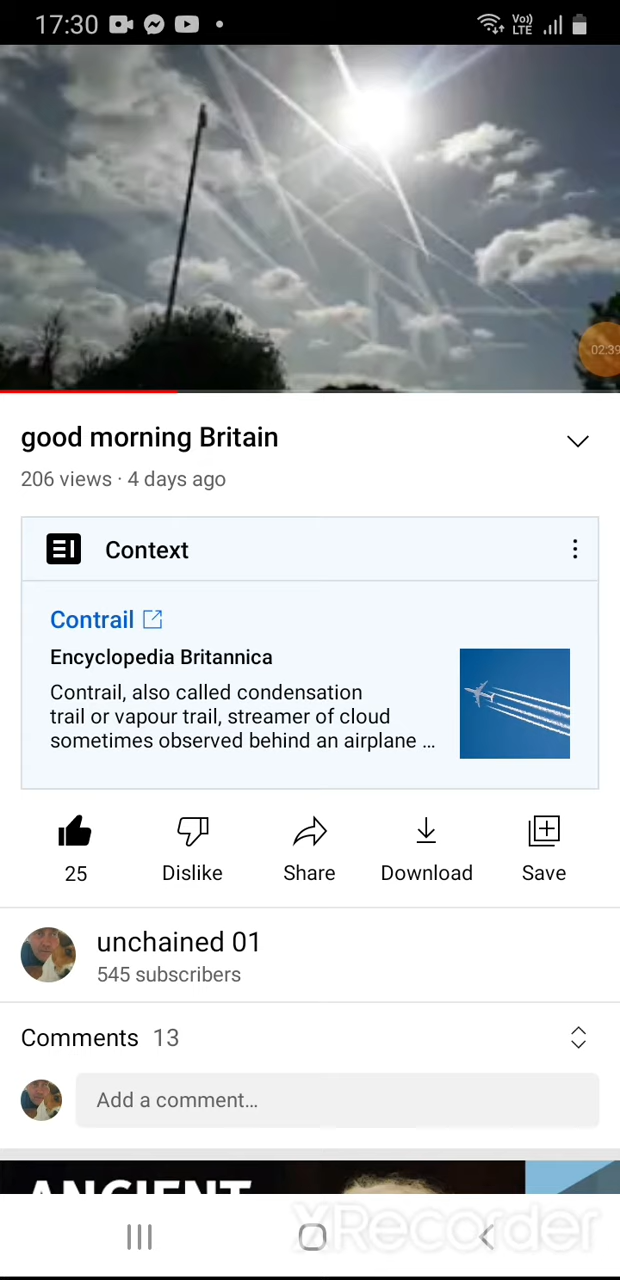 17:30
Vo))
LTE
02:39
good morning Britain
206 views · 4 days ago
Context
Contrail
Encyclopedia Britannica
Contrail, also called condensation
trail or vapour trail, streamer of cloud
sometimes observed behind an airplane ...
25 Dislike Share Download Save
unchained 01
545 subscribers
Comments 13
Add a comment...
ANCIENT
XRecorder